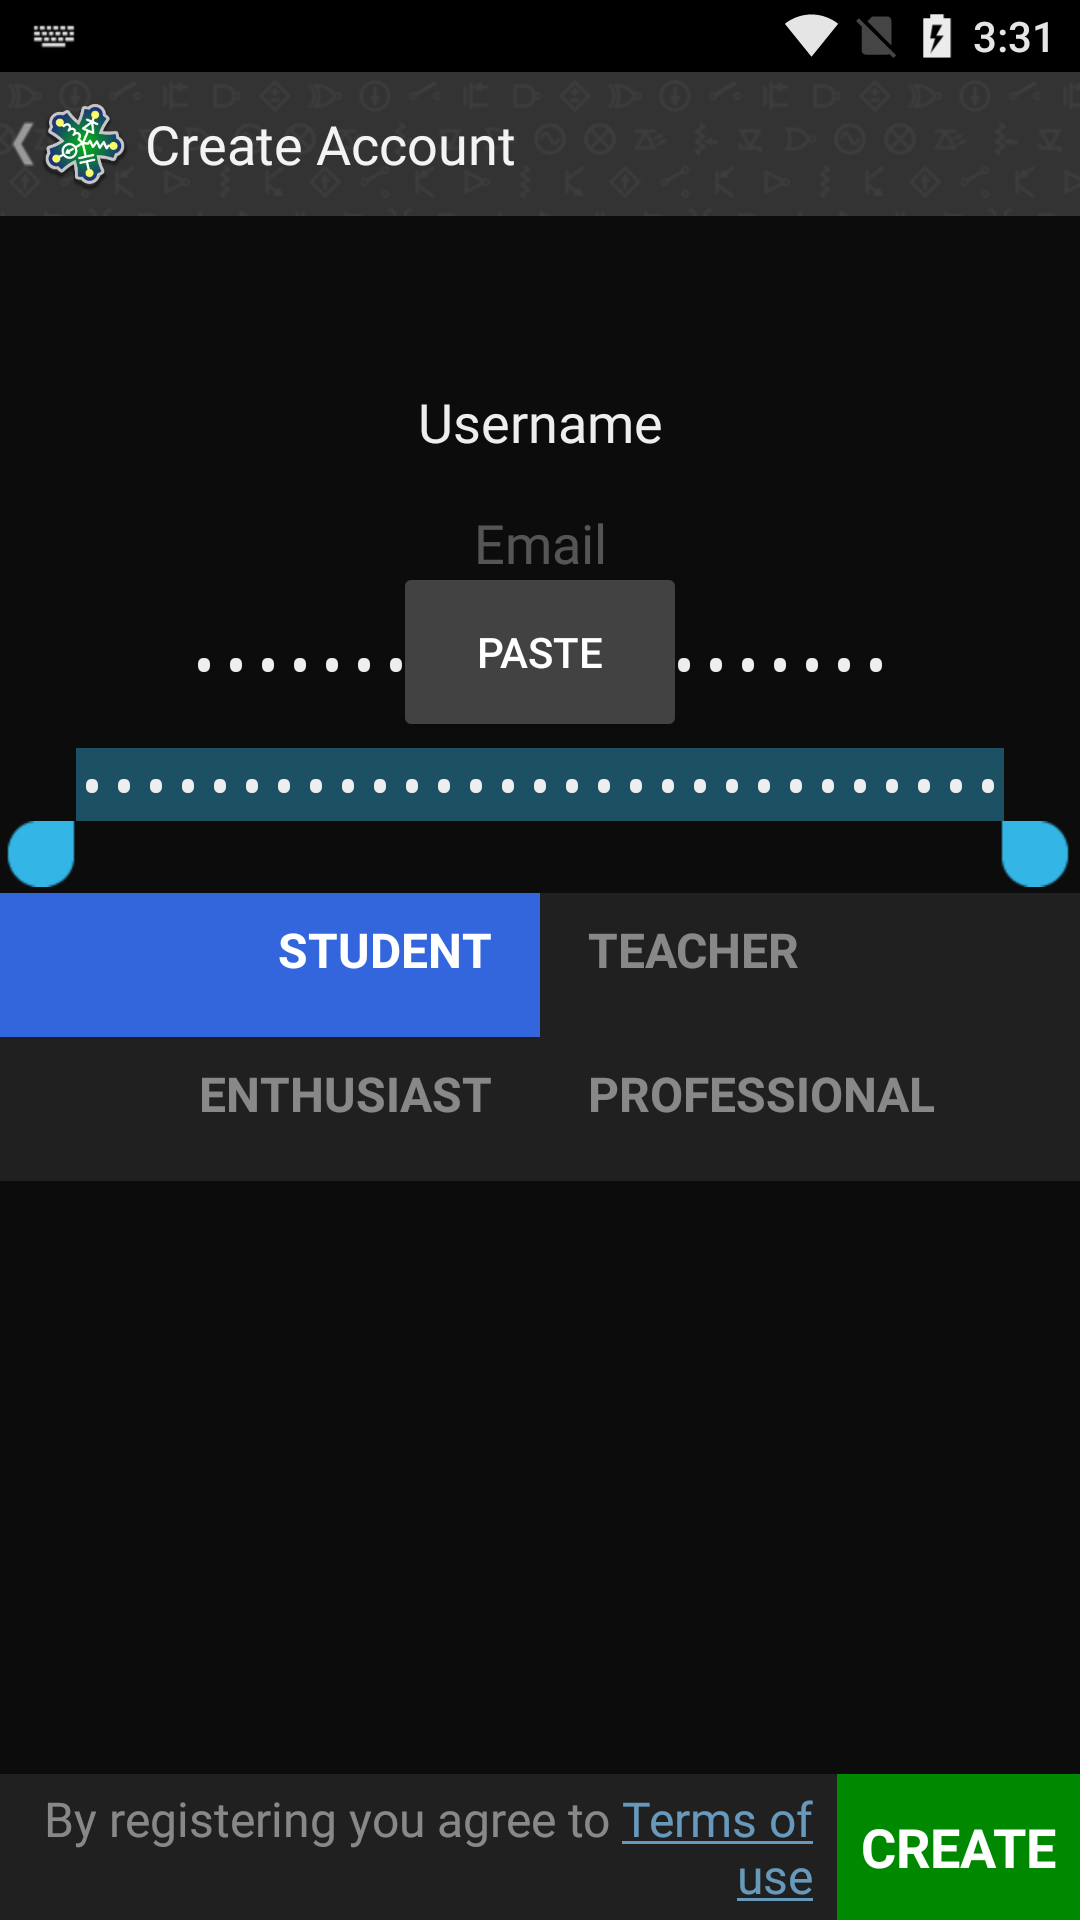 3:31
Create Account
Username
Email
PASTE
STUDENT
TEACHER
ENTHUSIAST
PROFESSIONAL
By registering you agree to Terms of
use
CREATE